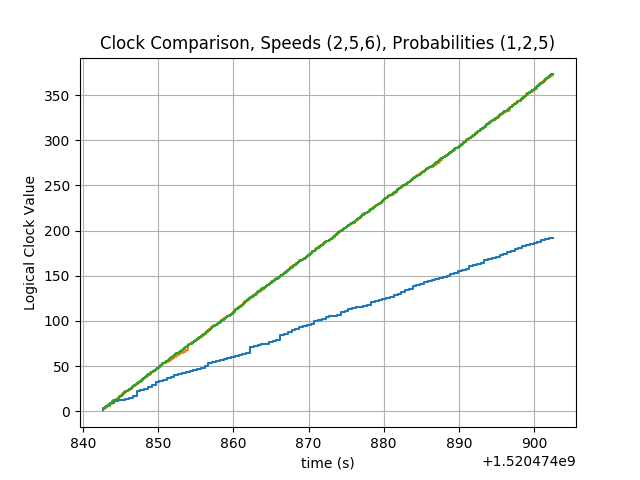 Clock Comparison, Speeds (2,5,6), Probabilities (1,2,5)
350
300
250
200
150
100
50
0
Logical Clock Value
840 850 860 870 880 890 900
time (s)
+1.520474e9